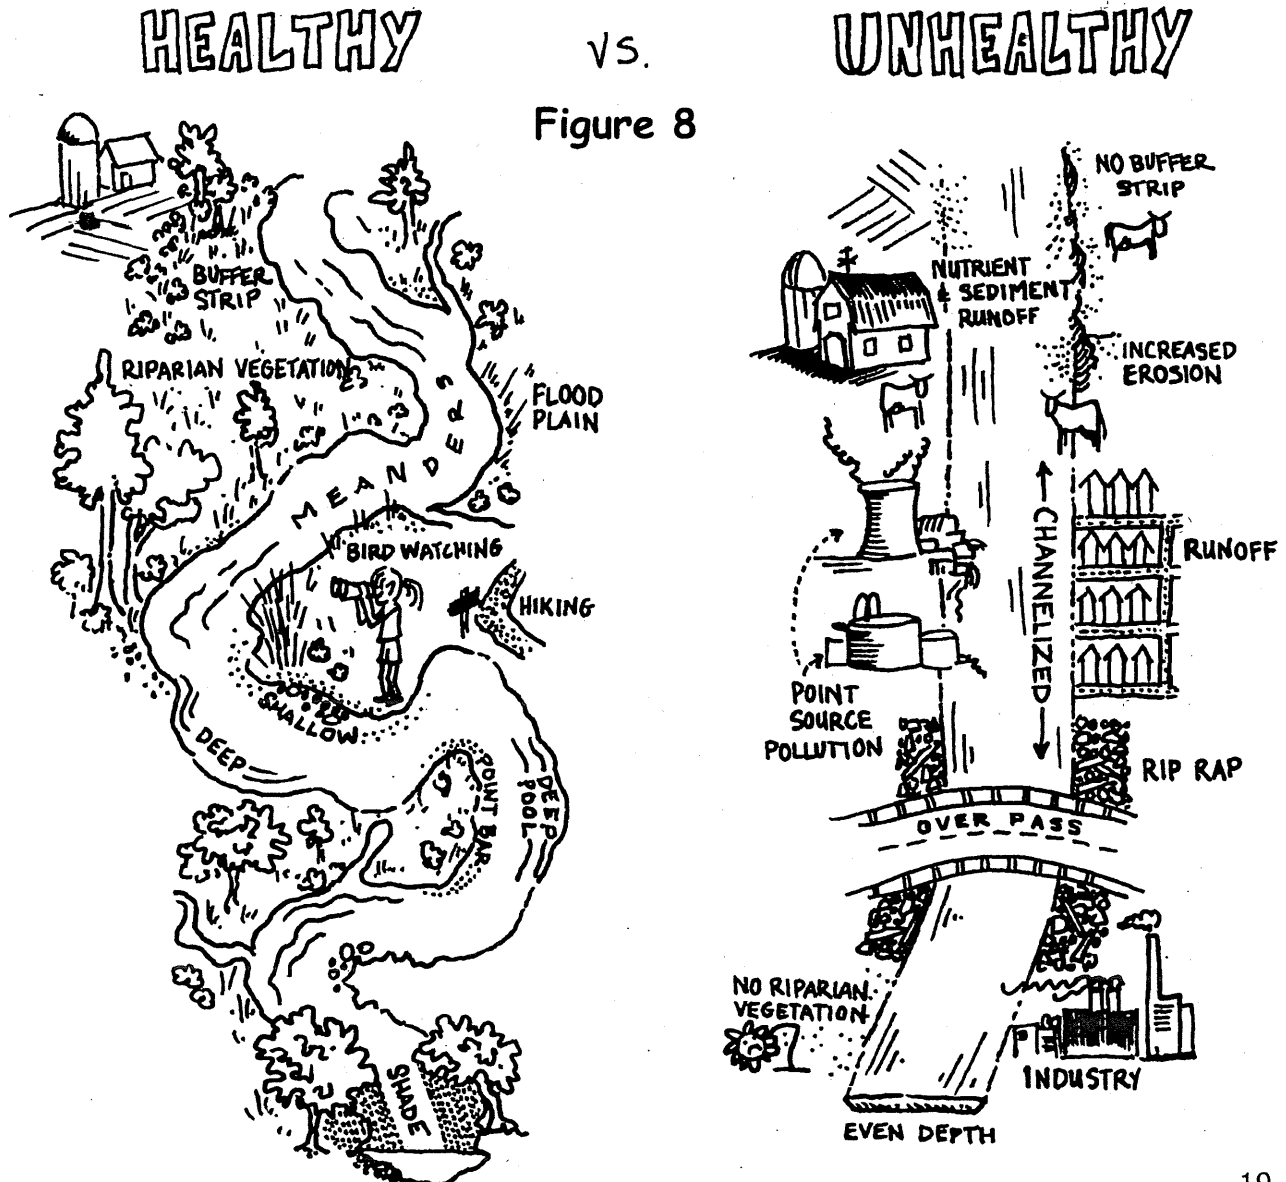 HEALTHY
VS.
UNHEALTHY
Figure 8
BUFFER
STRIP
RIPARIAN VEGETATION
FLOOD
PLAIN
MEANDERS
BIRD WATCHING
HIKING
SHALLOW
DEEP
POINT BAR
DEEP
POOL
SHADE
NO BUFFER
STRIP
NUTRIENT
& SEDIMENT
RUNOFF
INCREASED
EROSION
CHANNELIZED
RUNOFF
POINT
SOURCE
POLLUTION
RIP RAP
OVER PASS
NO RIPARIAN
VEGETATION
INDUSTRY
EVEN DEPTH